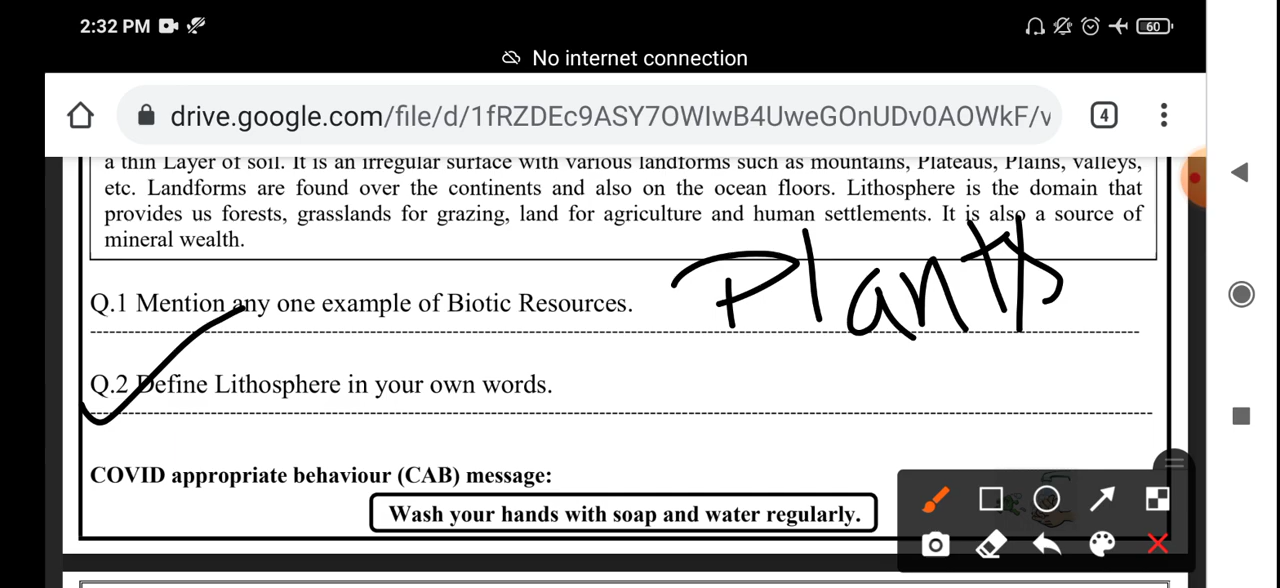 2:32 PM 60
No internet connection
drive.google.com/file/d/1fRZDEc9ASY7OWIwB4UweGOnUDv0AOWkF/v 4
a thin Layer of soil. It is an irregular surface with various landforms such as mountains, Plateaus, Plains, valleys,
etc. Landforms are found over the continents and also on the ocean floors. Lithosphere is the domain that
provides us forests, grasslands for grazing, land for agriculture and human settlements. It is also a source of
mineral wealth.
Plants
Q.1 Mention any one example of Biotic Resources.
Q.2 Define Lithosphere in your own words.
COVID appropriate behaviour (CAB) message:
Wash your hands with soap and water regularly.